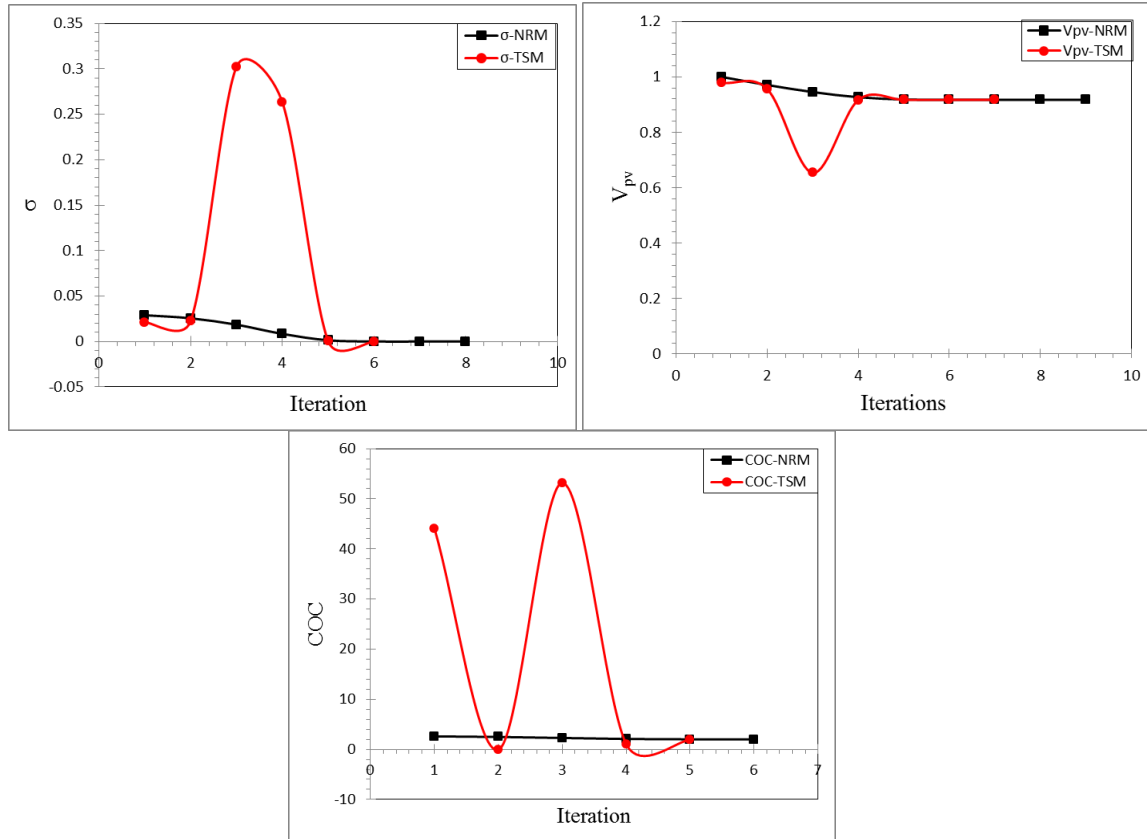 0.35
0.3
0.25
0.2
0.15
0.1
0.05
0
-0.05
σ
0 2 4 6 8 10
Iteration
σ-NRM
σ-TSM
1.2
1
0.8
0.6
0.4
0.2
0
Vpv
0 2 4 6 8 10
Iterations
Vpv-NRM
Vpv-TSM
60
50
40
30
20
10
0
-10
COC
0 1 2 3 4 5 6 7
Iteration
COC-NRM
COC-TSM